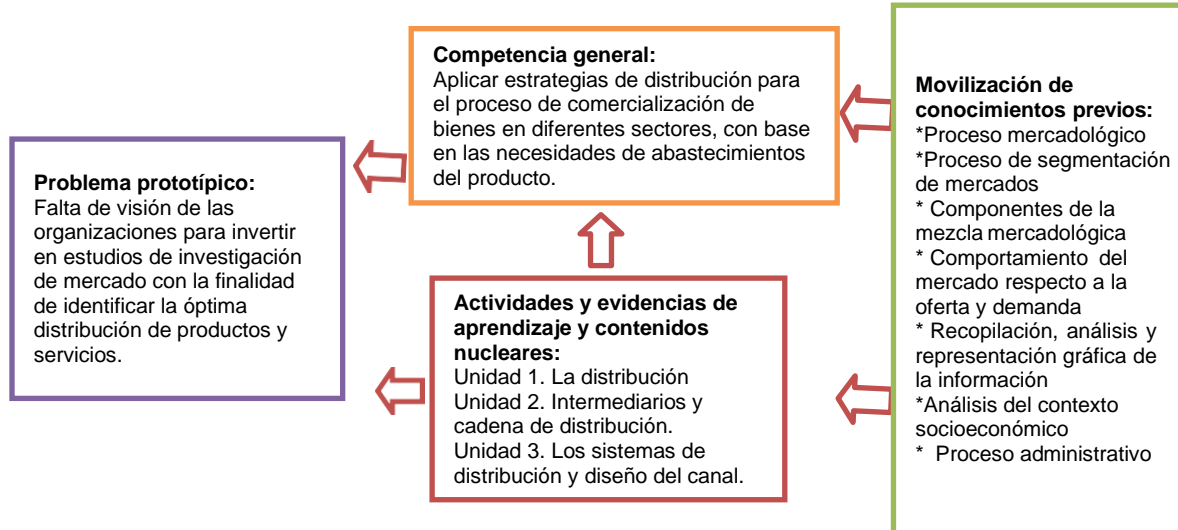 Problema prototípico:
Falta de visión de las
organizaciones para invertir
en estudios de investigación
de mercado con la finalidad
de identificar la óptima
distribución de productos y
servicios.
Competencia general:
Aplicar estrategias de distribución para
el proceso de comercialización de
bienes en diferentes sectores, con base
en las necesidades de abastecimientos
del producto.
Actividades y evidencias de
aprendizaje y contenidos
nucleares:
Unidad 1. La distribución
Unidad 2. Intermediarios y
cadena de distribución.
Unidad 3. Los sistemas de
distribución y diseño del canal.
Movilización de
conocimientos previos:
*Proceso mercadológico
*Proceso de segmentación
de mercados
* Componentes de la
mezcla mercadológica
* Comportamiento del
mercado respecto a la
oferta y demanda
* Recopilación, análisis y
representación gráfica de
la información
*Análisis del contexto
socioeconómico
* Proceso administrativo